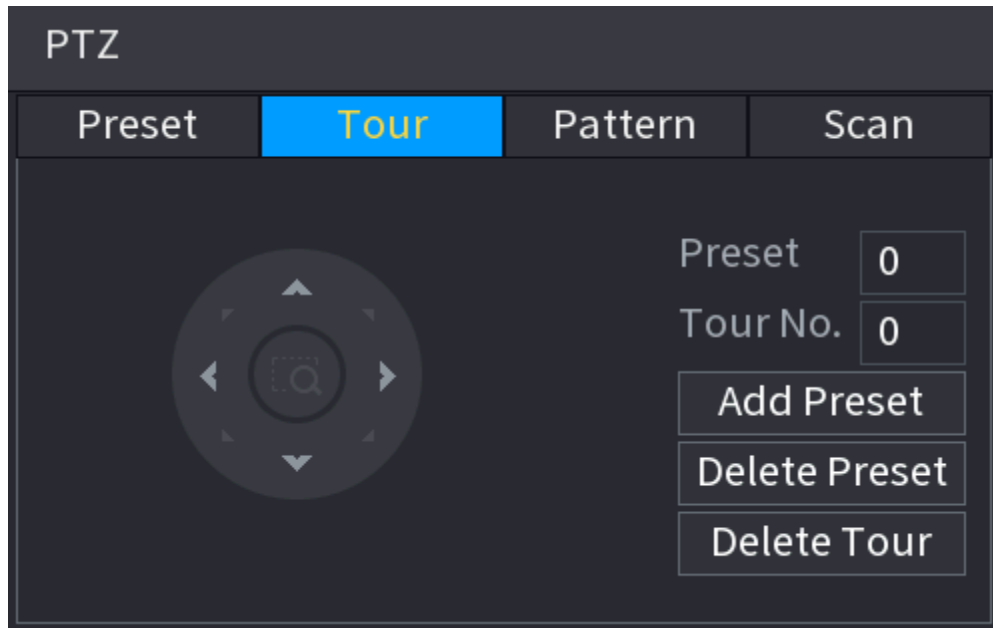 PTZ
Preset Tour Pattern Scan
Preset 0
Tour No. 0
Add Preset
Delete Preset
Delete Tour